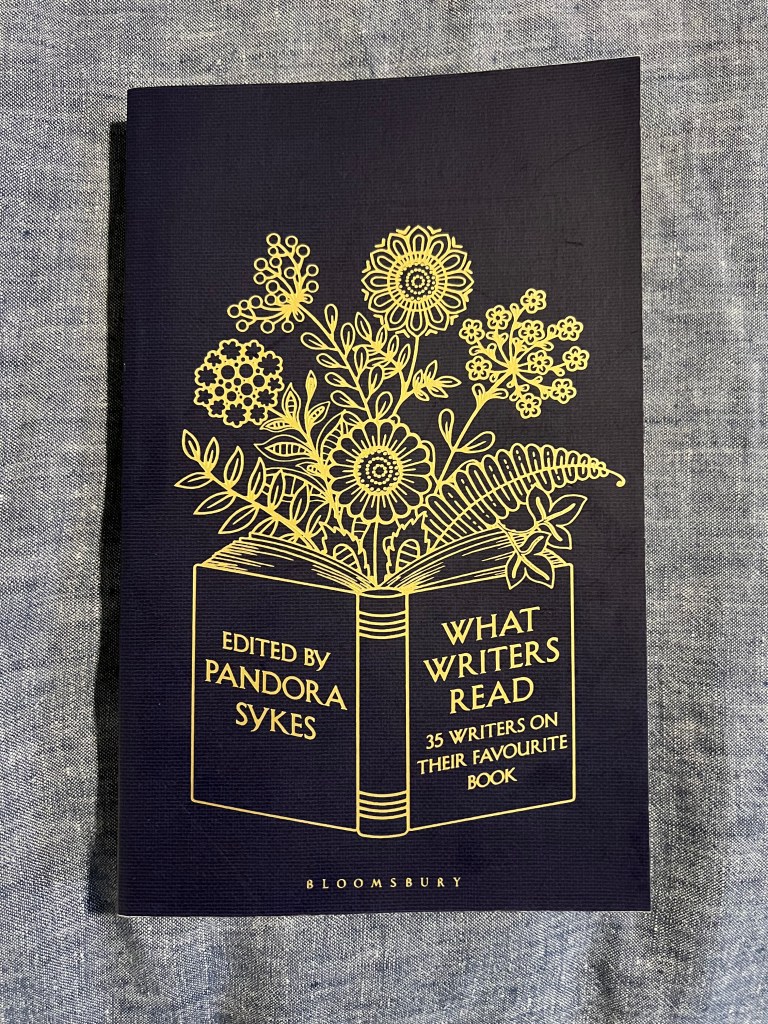 EDITED BY
PANDORA
SYKES
WHAT
WRITERS
READ
35 WRITERS ON
THEIR FAVOURITE
BOOK
BLOOMSBURY